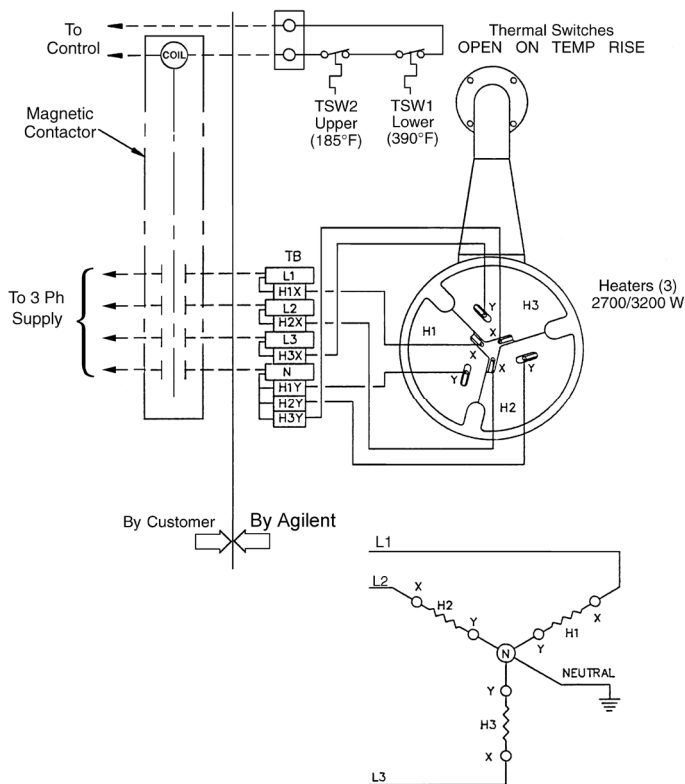 To
Control
COIL
Thermal Switches
OPEN ON TEMP RISE
TSW2
Upper
(185°F)
TSW1
Lower
(390°F)
Magnetic
Contactor
TB
L1
H1X
L2
H2X
L3
H3X
N
H1Y
H2Y
H3Y
To 3 Ph
Supply
Heaters (3)
2700/3200 W
Y
H3
H1
X
X
Y
X
Y
H2
By Customer
By Agilent
L1
L2
X
H2
Y
X
H1
Y
N
NEUTRAL
Y
H3
X
L3